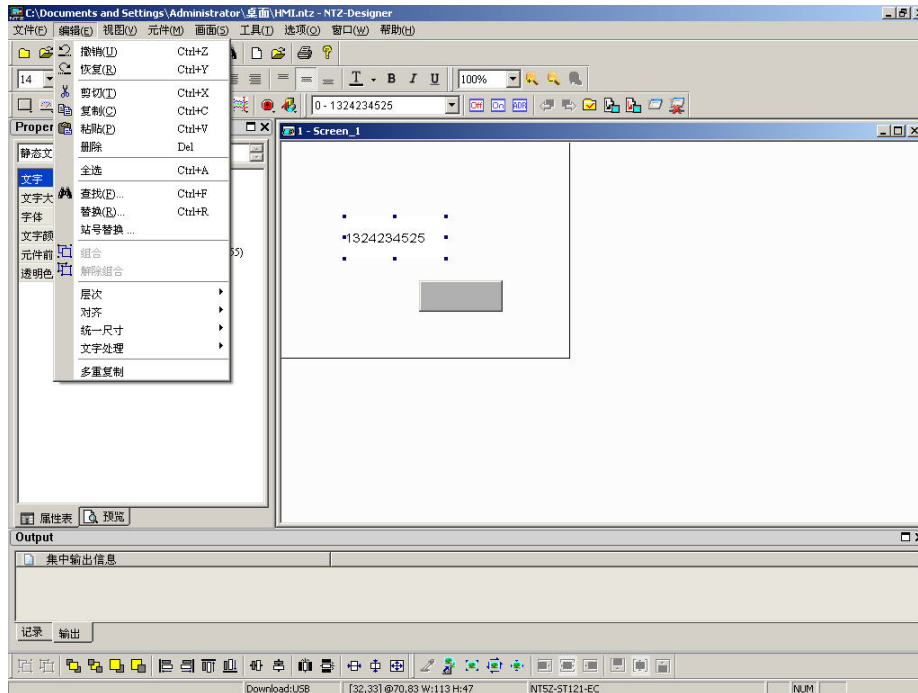 C:\Documents and Settings\Administrator\桌面\HMI.ntz - NTZ-Designer
文件(F) 编辑(E) 视图(V) 元件(M) 画面(S) 工具(T) 选项(O) 窗口(W) 帮助(H)
撤销(U) Ctrl+Z
14 恢复(R) Ctrl+Y T B I U 100%
剪切(T) Ctrl+X
复制(C) Ctrl+C 0 - 1324234525 Off On ADR
Proper 粘贴(P) Ctrl+V 1 - Screen_1
静态文 删除 Del
文字 全选 Ctrl+A
文字大 查找(F)... Ctrl+F
字体 替换(R)... Ctrl+R
文字颜 站号替换 ...
元件前 组合 55)
透明色 解除组合
层次
对齐
统一尺寸
文字处理
多重复制
1324234525
属性表 预览
Output
集中输出信息
记录 输出
Download:USB [32,33] @70,83 W:113 H:47 NT5Z-ST121-EC NUM